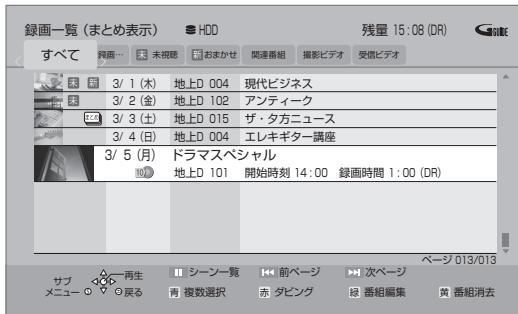 録画一覧 (まとめ表示) HDD 残量 15:08 (DR) G GUIDE
すべて 録画… 未 未視聴 新 おまかせ 関連番組 撮影ビデオ 受信ビデオ
未 新 3/ 1 (木) 地上D 004 現代ビジネス
未 3/ 2 (金) 地上D 102 アンティーク
まとめ 3/ 3 (土) 地上D 015 ザ・夕方ニュース
3/ 4 (日) 地上D 004 エレキギター講座
3/ 5 (月) ドラマスペシャル
地上D 101 開始時刻 14:00 録画時間 1:00 (DR)
ページ 013/013
サブメニュー 再生 戻る シーン一覧 前ページ 次ページ
青 複数選択 赤 ダビング 緑 番組編集 黄 番組消去